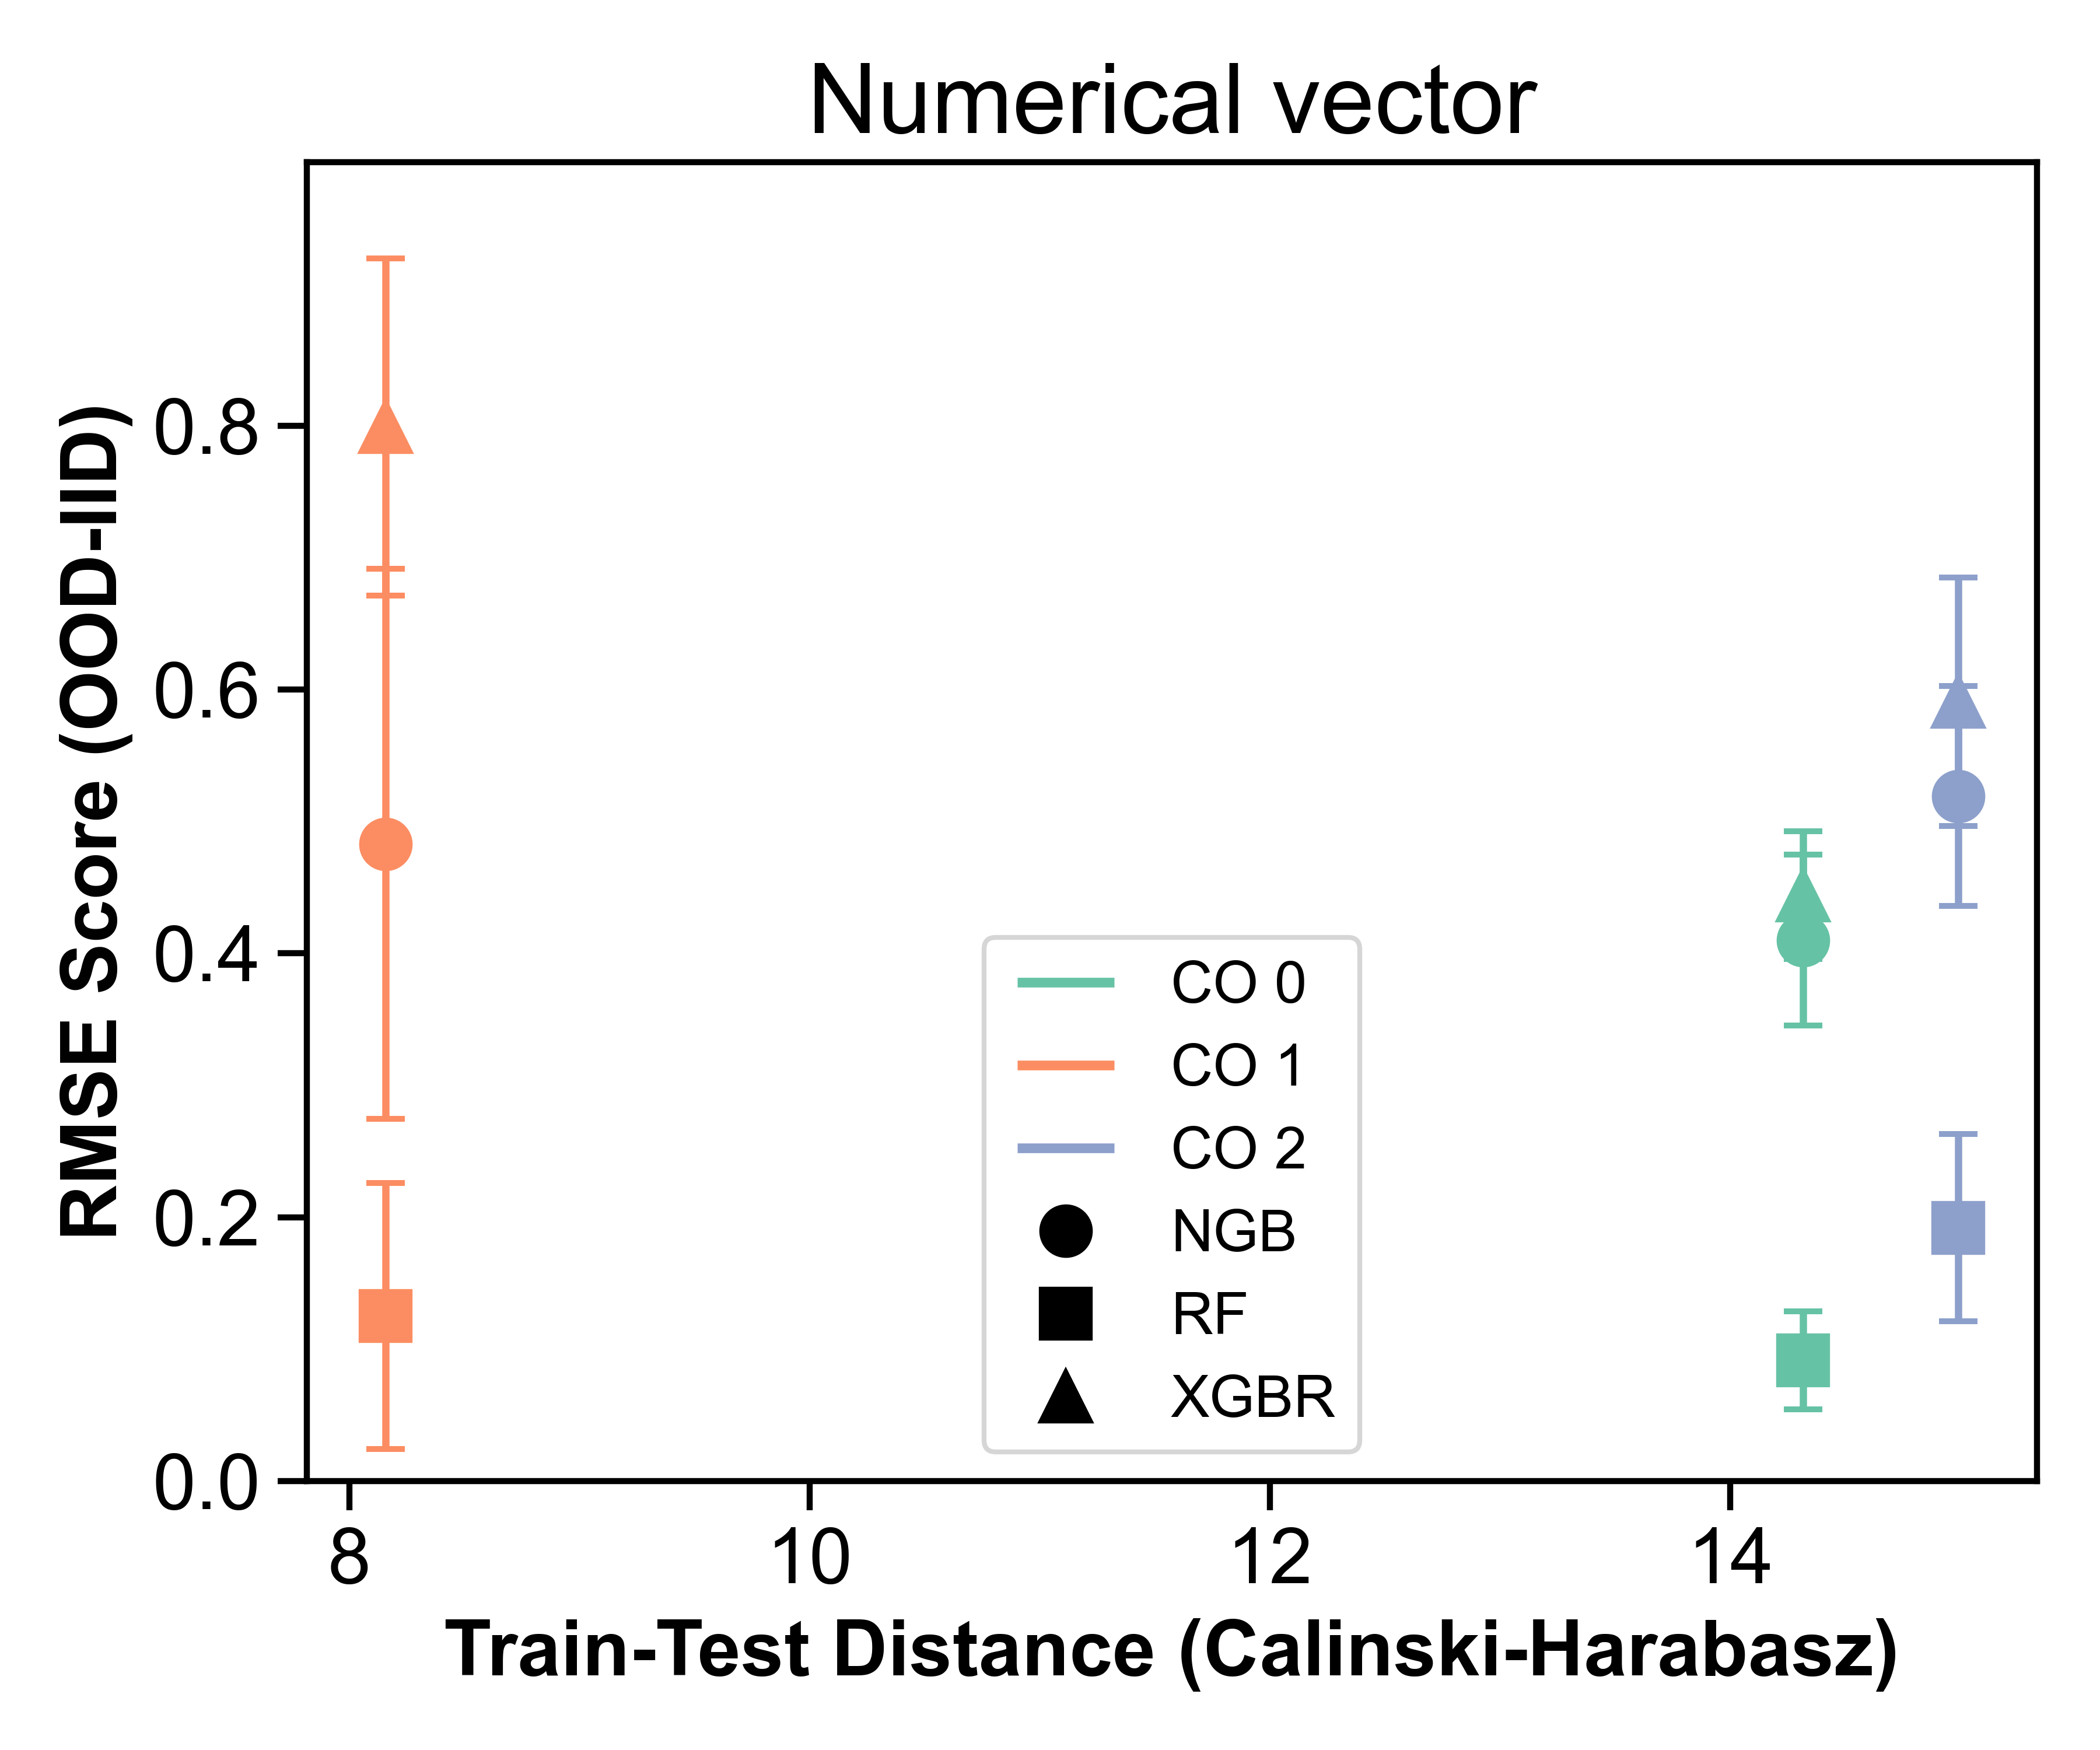 Numerical vector
RMSE Score (OOD-IID)
0.8
0.6
0.4
0.2
0.0
CO 0
CO 1
CO 2
NGB
RF
XGBR
8 10 12 14
Train-Test Distance (Calinski-Harabasz)